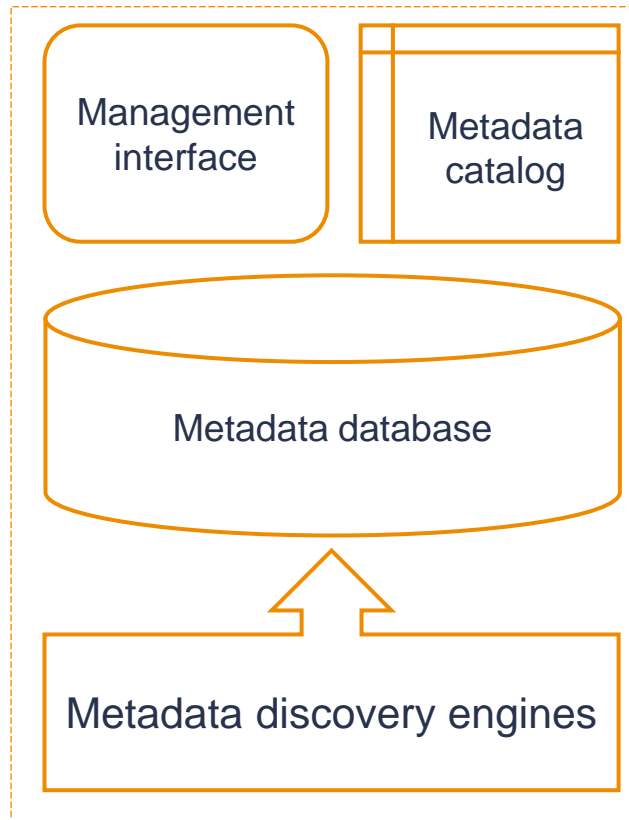 Management
interface
Metadata
catalog
Metadata database
Metadata discovery engines